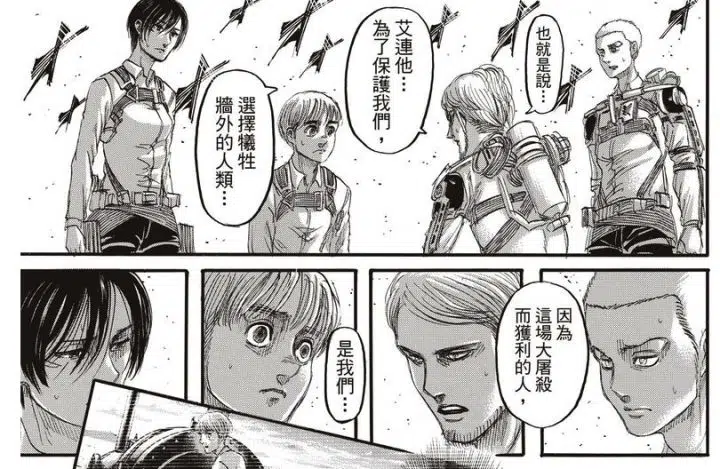 也就是說…
艾連他…
為了保護我們，
選擇犧牲
牆外的人類…
因為
這場大屠殺
而獲利的人，
是我們…